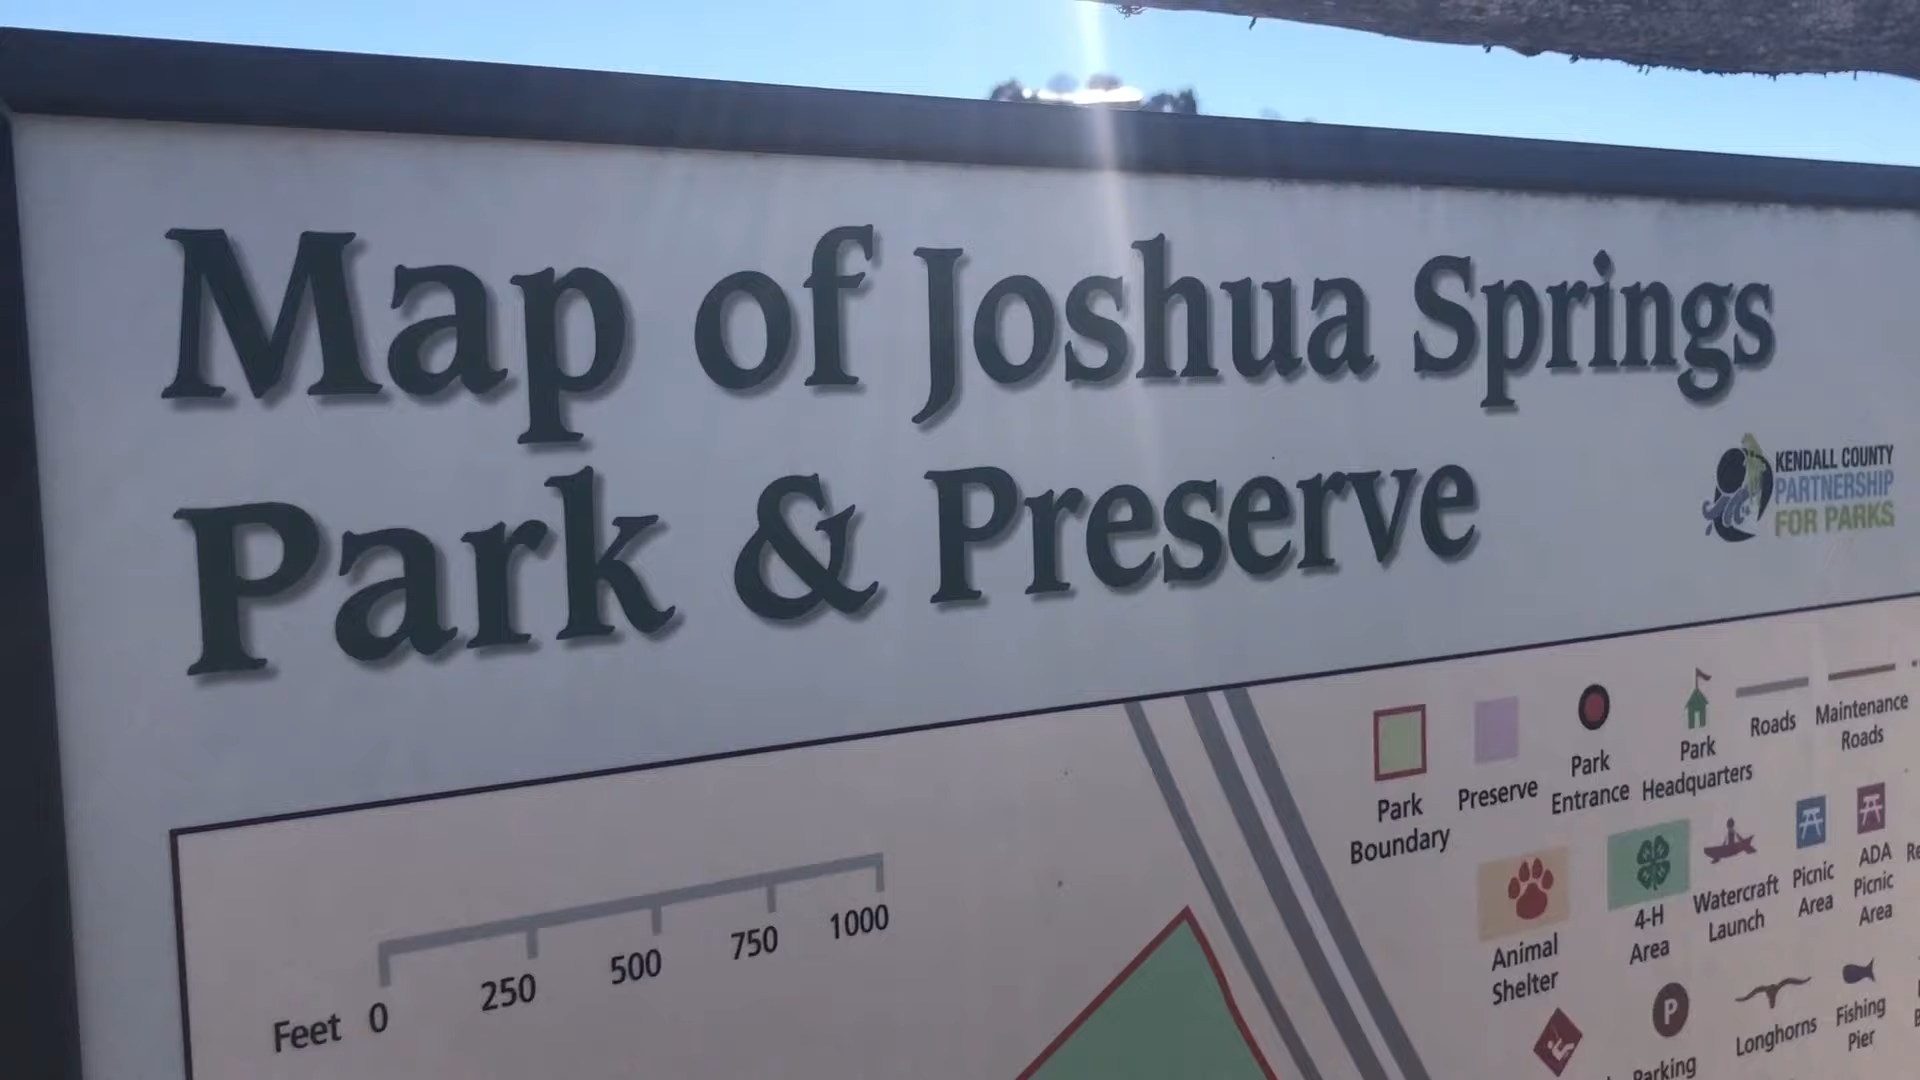 Map of Joshua Springs
Park & Preserve
KENDALL COUNTY
PARTNERSHIP
FOR PARKS
Park
Boundary
Preserve
Park
Entrance
Park
Headquarters
Roads
Maintenance
Roads
Animal
Shelter
4-H
Area
Watercraft
Launch
Picnic
Area
ADA
Picnic
Area
P
Parking
Longhorns
Fishing
Pier
Feet 0 250 500 750 1000